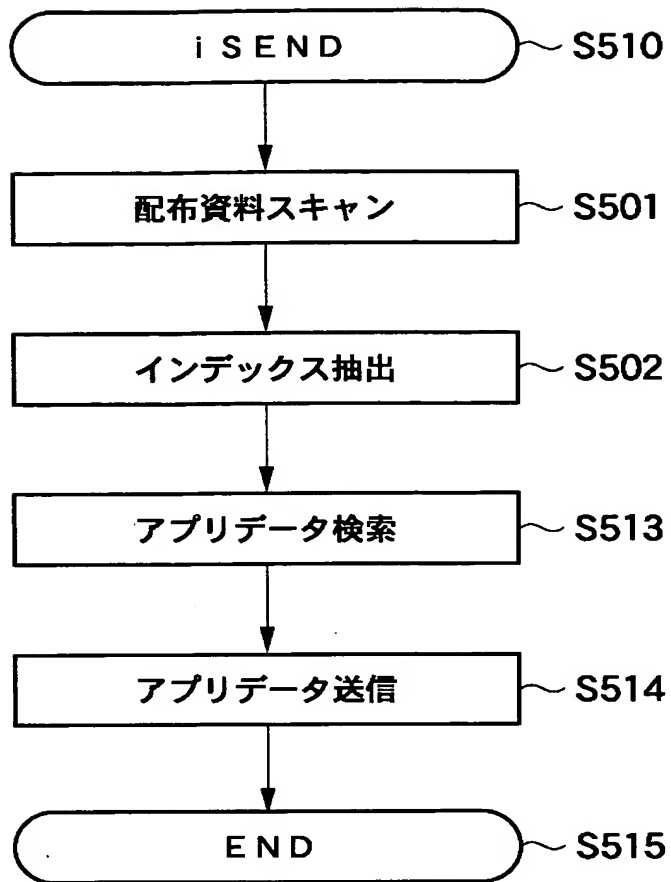 iSEND S510
配布資料スキャン S501
インデックス抽出 S502
アプリデータ検索 S513
アプリデータ送信 S514
END S515